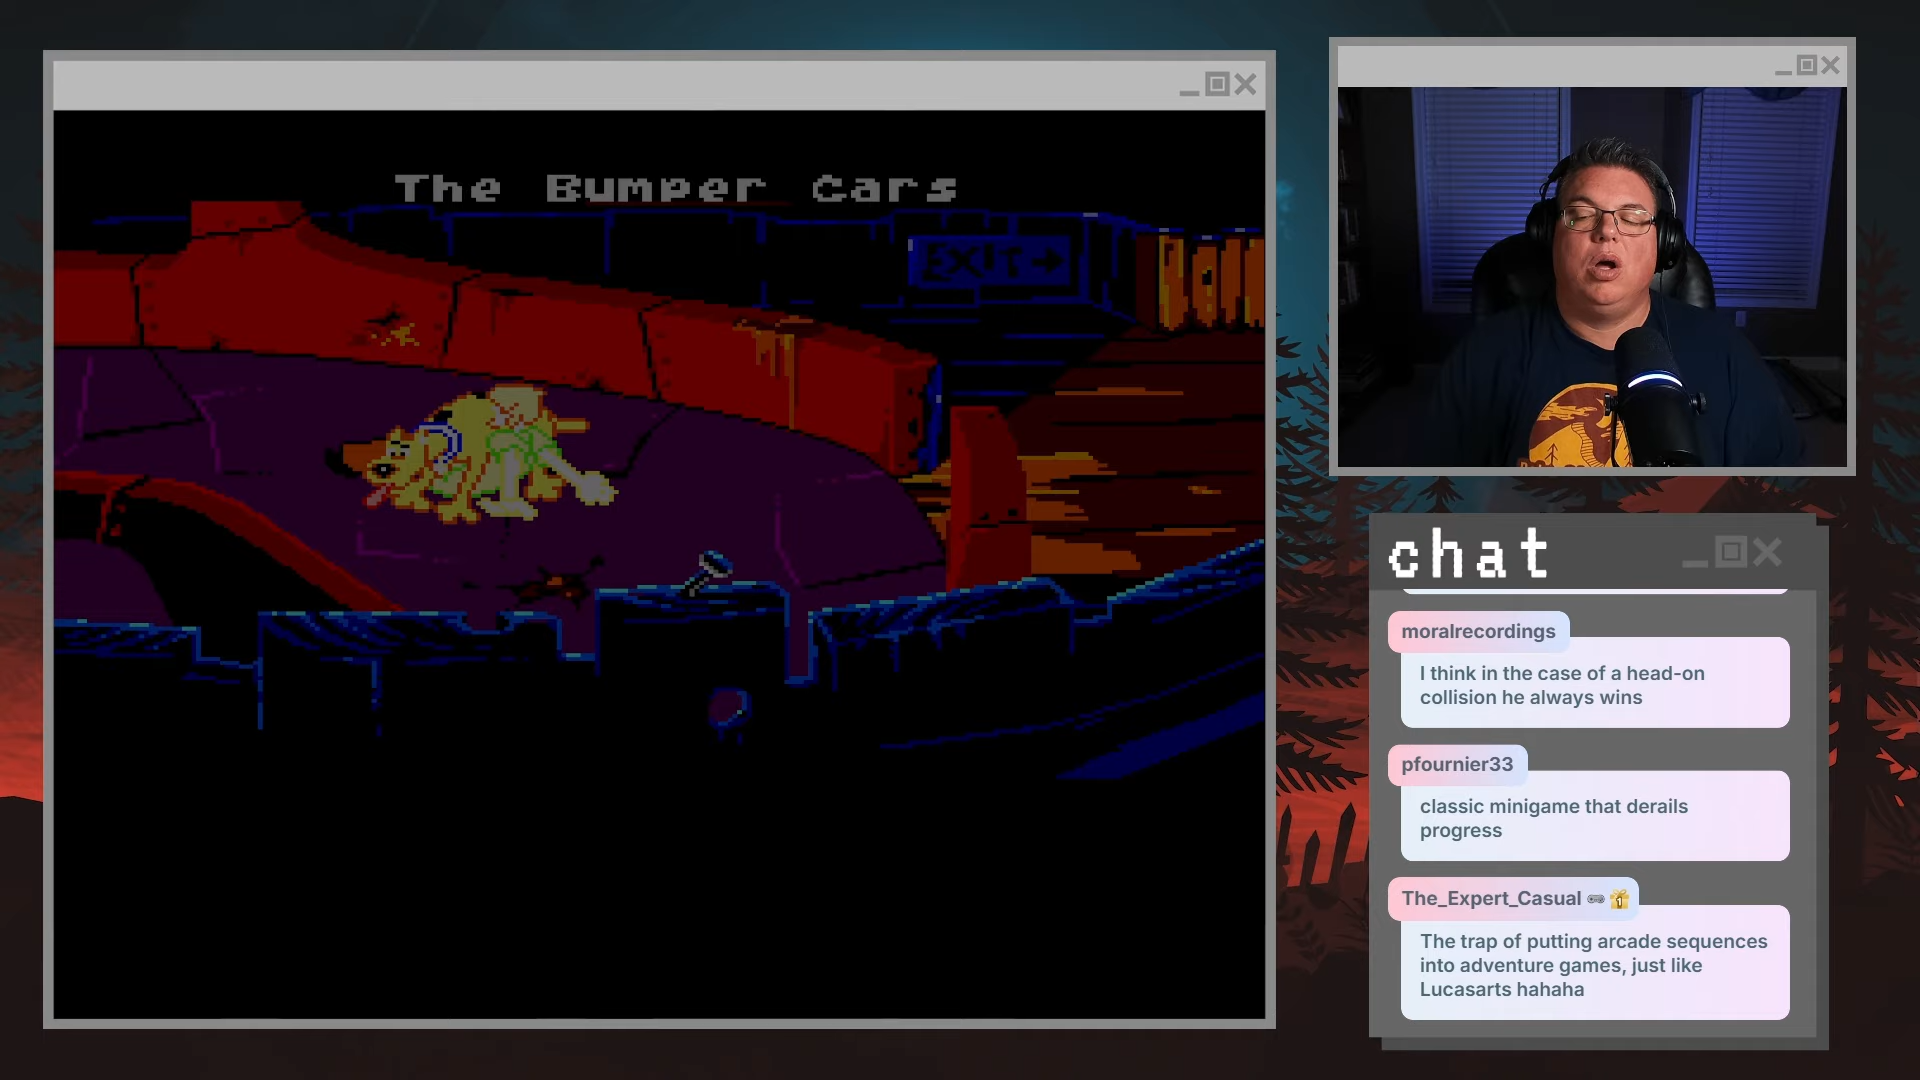 The Bumper Cars
EXIT
chat
moralrecordings
I think in the case of a head-on
collision he always wins
pfournier33
classic minigame that derails
progress
The_Expert_Casual
The trap of putting arcade sequences
into adventure games, just like
Lucasarts hahaha